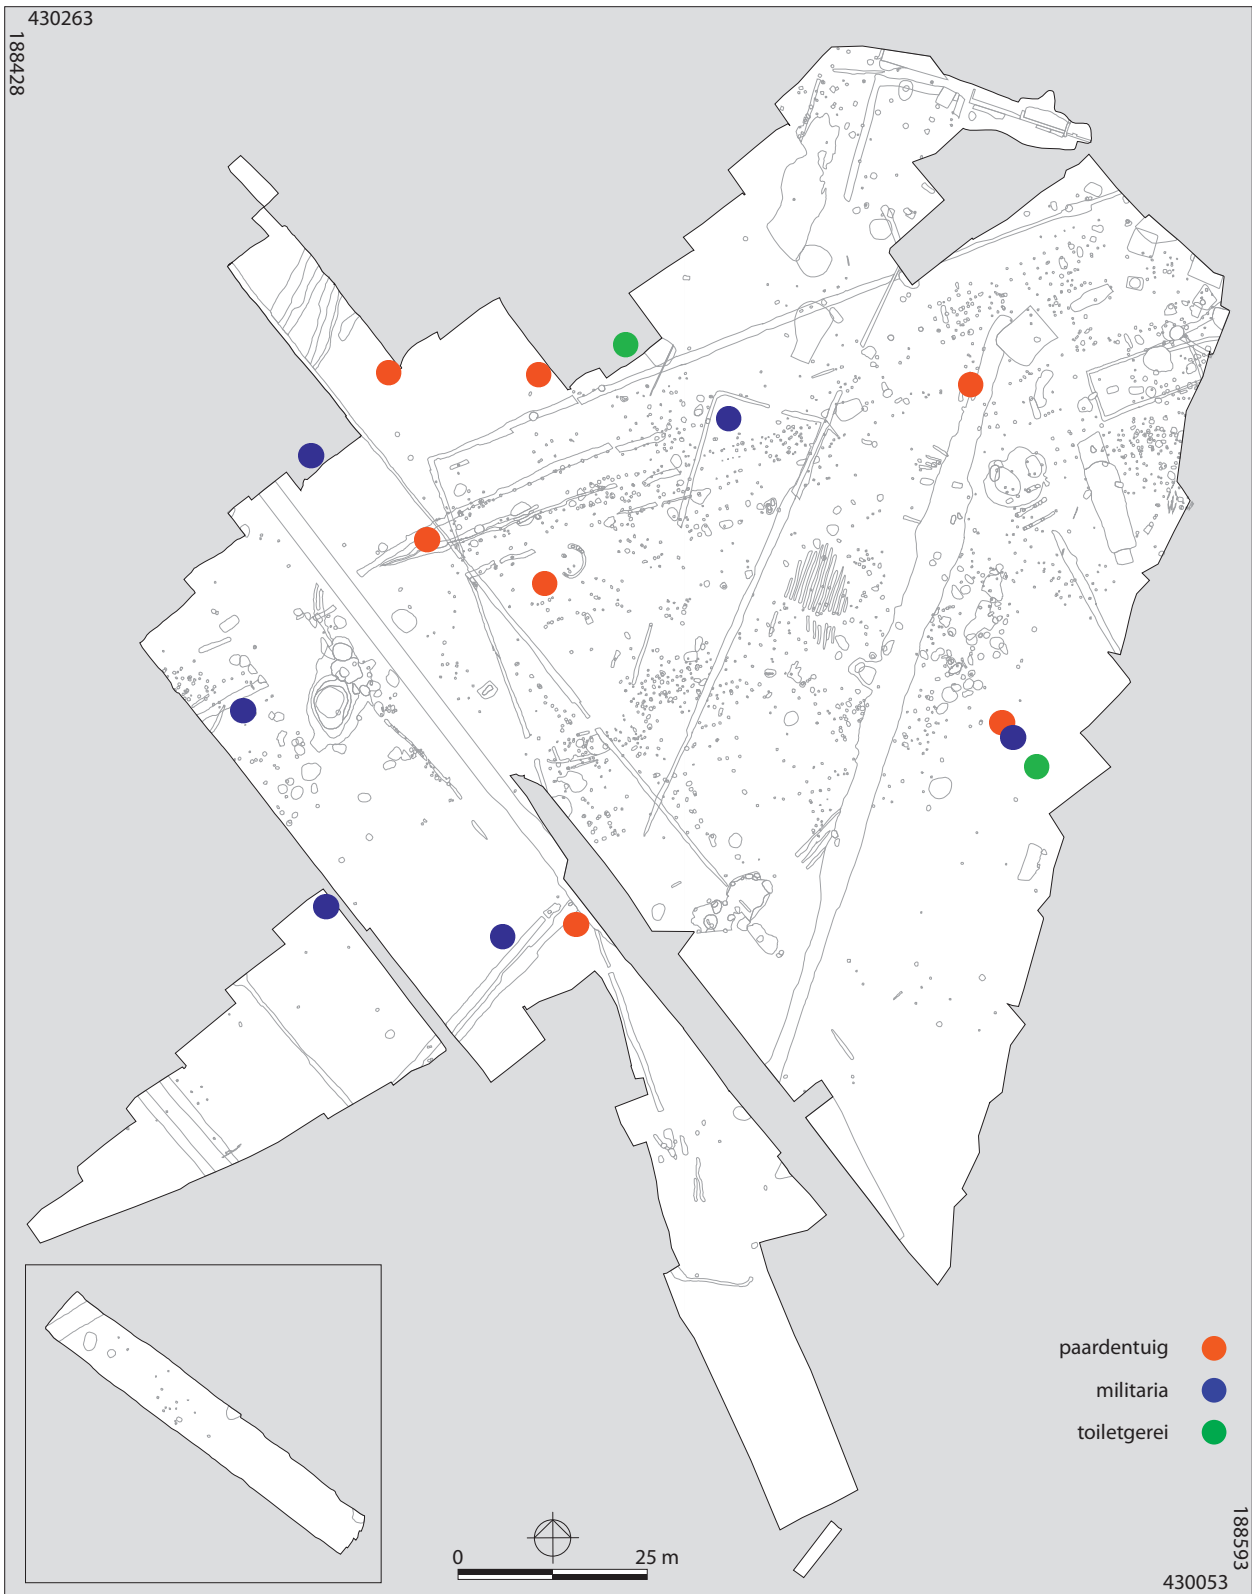 430263
188428
paardentuig
militaria
toiletgerei
0 25 m
188593
430053